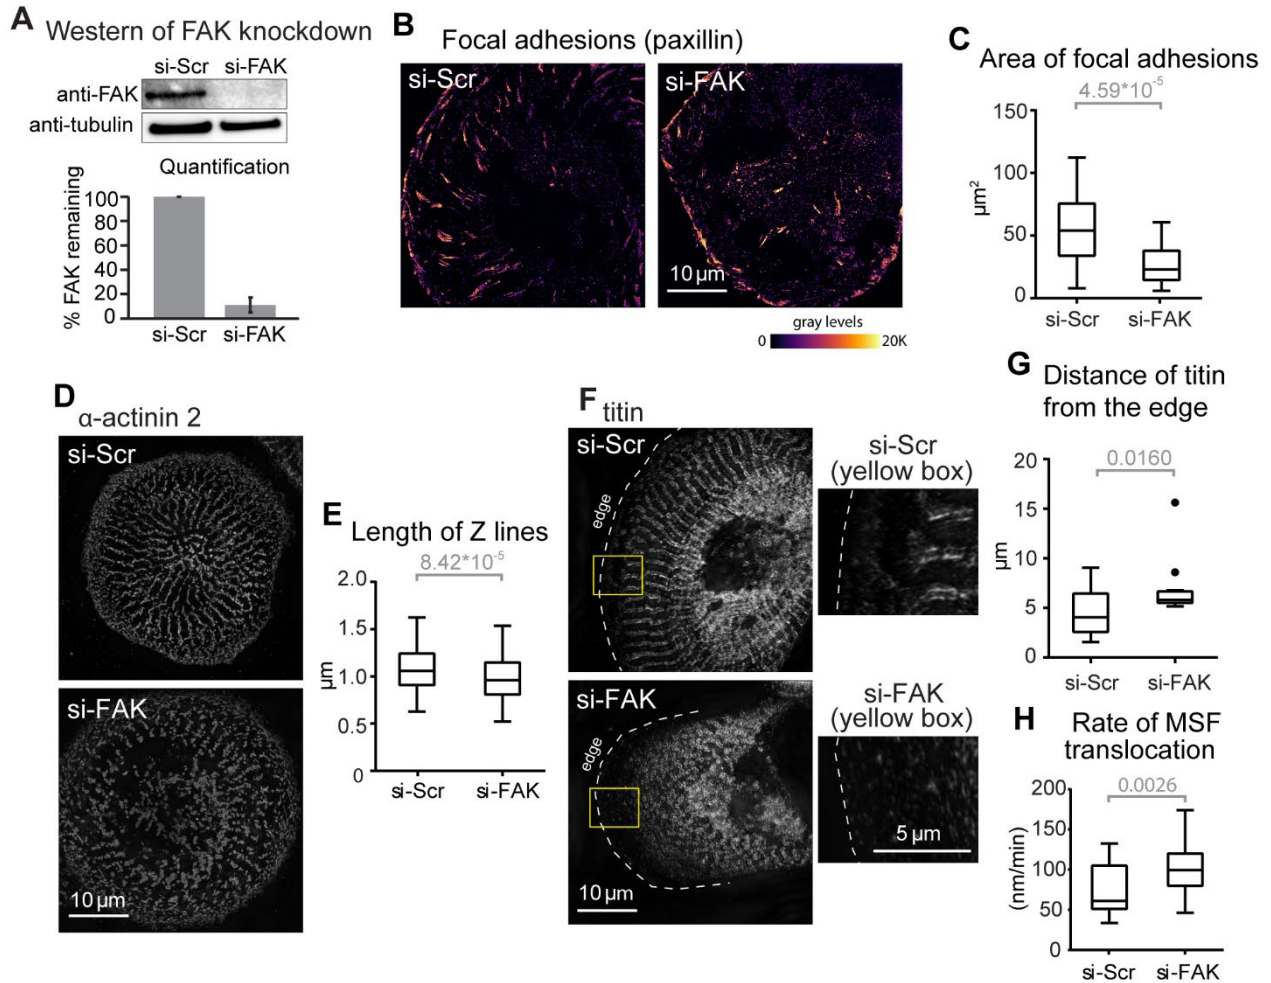 A Western of FAK knockdown
si-Scr si-FAK
anti-FAK
anti-tubulin
Quantification
% FAK remaining
100
80
60
40
20
0
si-Scr si-FAK
B Focal adhesions (paxillin)
si-Scr
si-FAK
10 µm
gray levels
0 20K
C Area of focal adhesions
4.59*10-5
150
100
50
0
µm²
si-Scr si-FAK
D α-actinin 2
si-Scr
si-FAK
10 µm
E Length of Z lines
8.42*10-5
2.0
1.5
1.0
0.5
0
µm
si-Scr si-FAK
F titin
si-Scr
edge
si-Scr
(yellow box)
si-FAK
edge
10 µm
si-FAK
(yellow box)
5 µm
G Distance of titin
from the edge
0.0160
20
15
10
5
0
µm
si-Scr si-FAK
H Rate of MSF
translocation
0.0026
200
150
100
50
0
(nm/min)
si-Scr si-FAK